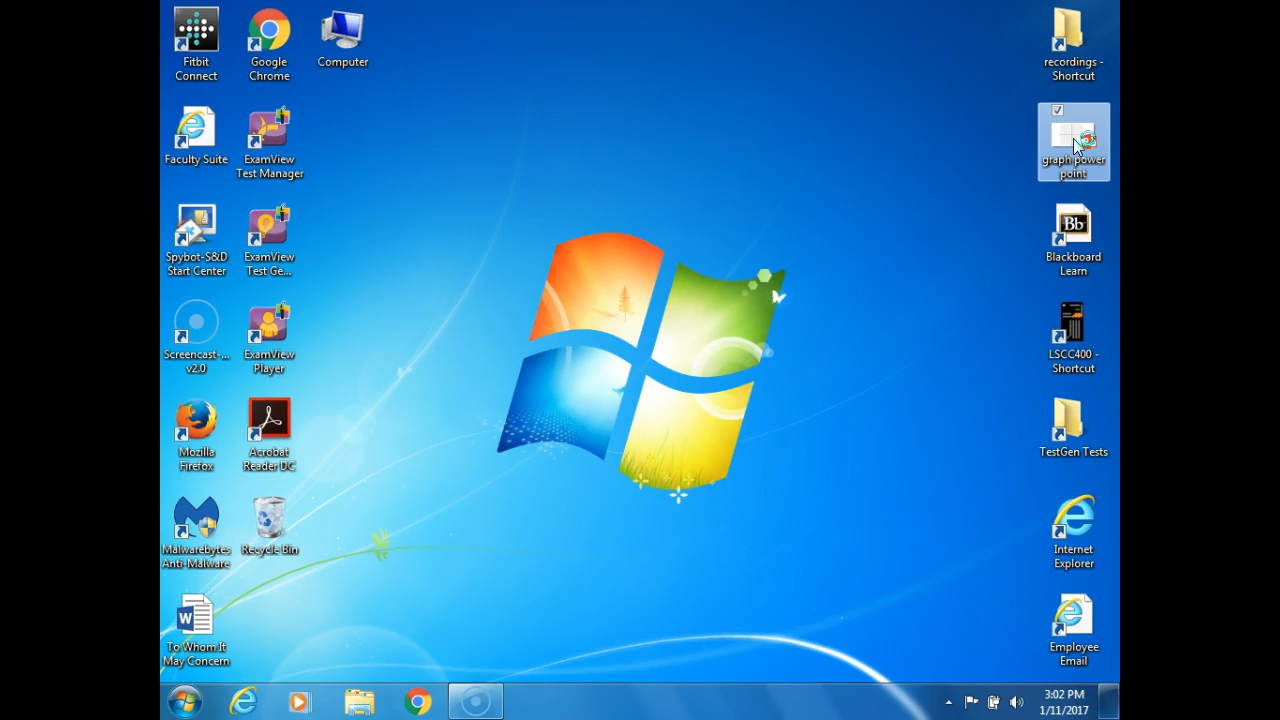 Fitbit
Connect
Google
Chrome
Computer
recordings -
Shortcut
Faculty Suite
ExamView
Test Manager
graph power
point
Spybot-S&D
Start Center
ExamView
Test Ge...
Bb
Blackboard
Learn
Screencast-...
v2.0
ExamView
Player
LSCC400 -
Shortcut
Mozilla
Firefox
Acrobat
Reader DC
TestGen Tests
Malwarebytes
Anti-Malware
Recycle Bin
Internet
Explorer
W
To Whom It
May Concern
Employee
Email
3:02 PM
1/11/2017